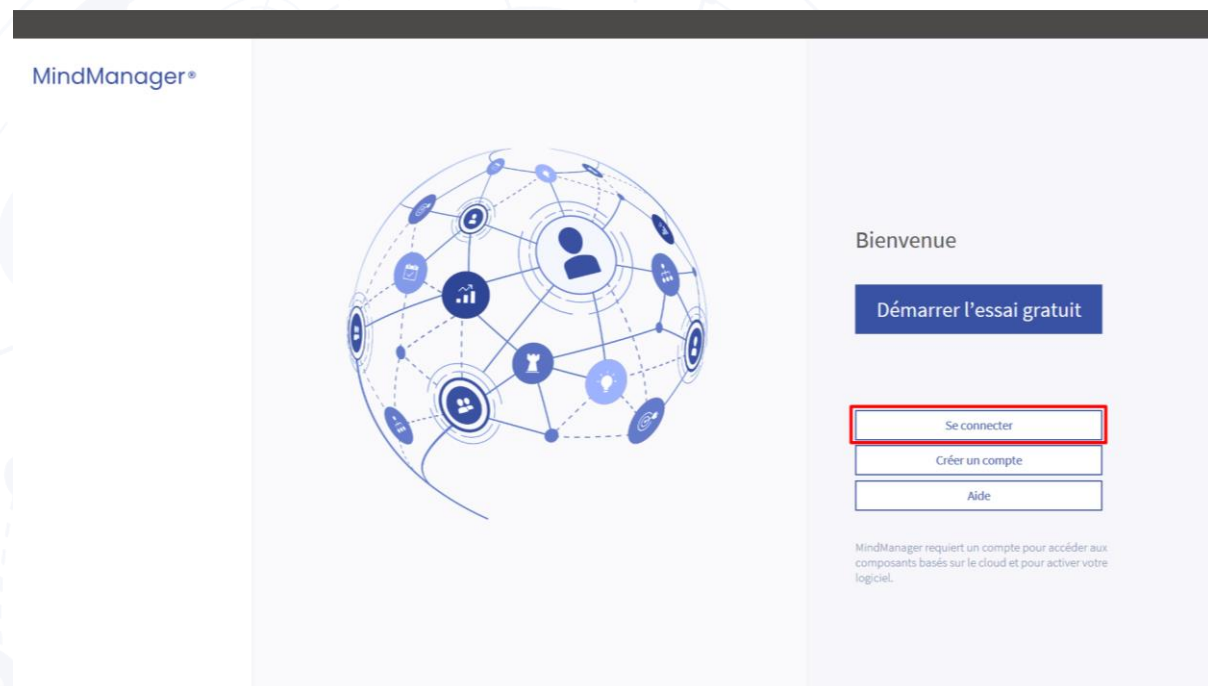 MindManager®
Bienvenue
Démarrer l’essai gratuit
Se connecter
Créer un compte
Aide
MindManager requiert un compte pour accéder aux
composants basés sur le cloud et pour activer votre
logiciel.